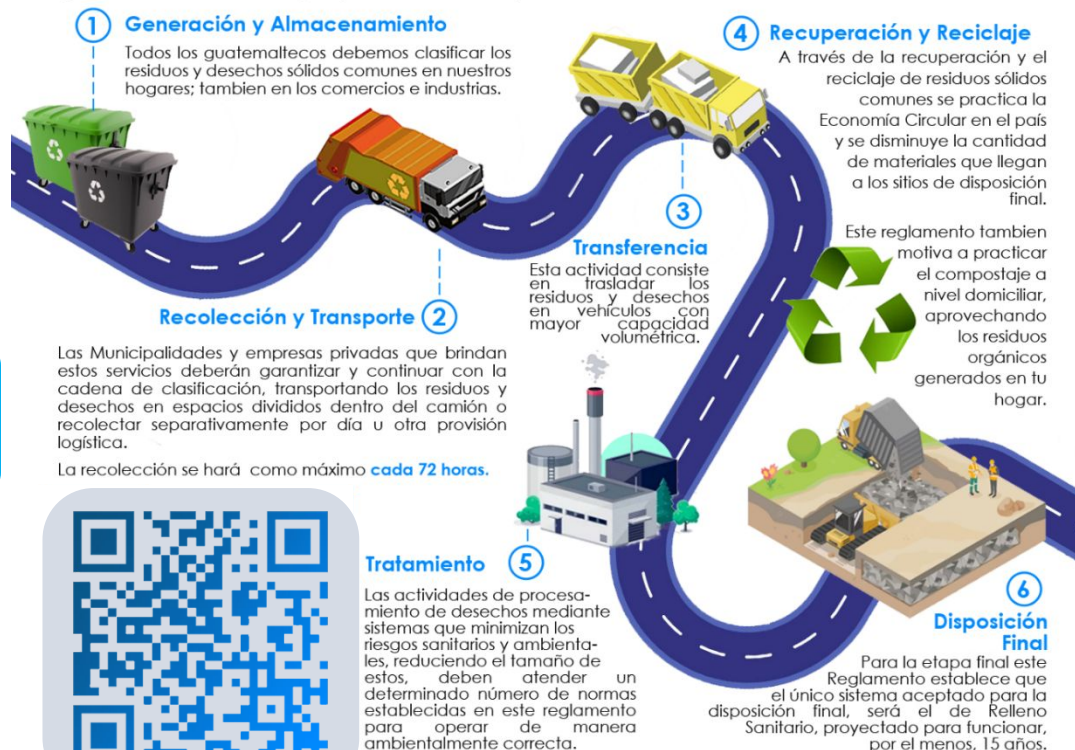 1 Generación y Almacenamiento
Todos los guatemaltecos debemos clasificar los
residuos y desechos sólidos comunes en nuestros
hogares; tambien en los comercios e industrias.
Recolección y Transporte 2
Las Municipalidades y empresas privadas que brindan
estos servicios deberán garantizar y continuar con la
cadena de clasificación, transportando los residuos y
desechos en espacios divididos dentro del camión o
recolectar separativamente por día u otra provisión
logística.
La recolección se hará como máximo cada 72 horas.
3
Transferencia
Esta actividad consiste
en trasladar los
residuos y desechos
en vehículos con
mayor capacidad
volumétrica.
4 Recuperación y Reciclaje
A través de la recuperación y el
reciclaje de residuos sólidos
comunes se practica la
Economía Circular en el país
y se disminuye la cantidad
de materiales que llegan
a los sitios de disposición
final.
Este reglamento tambien
motiva a practicar
el compostaje a
nivel domiciliar,
aprovechando
los residuos
orgánicos
generados en tu
hogar.
Tratamiento 5
Las actividades de procesa-
miento de desechos mediante
sistemas que minimizan los
riesgos sanitarios y ambienta-
les, reduciendo el tamaño de
estos, deben atender un
determinado número de normas
establecidas en este reglamento
para operar de manera
ambientalmente correcta.
6
Disposición
Final
Para la etapa final este
Reglamento establece que
el único sistema aceptado para la
disposición final, será el de Relleno
Sanitario, proyectado para funcionar,
por el menos, 15 años.